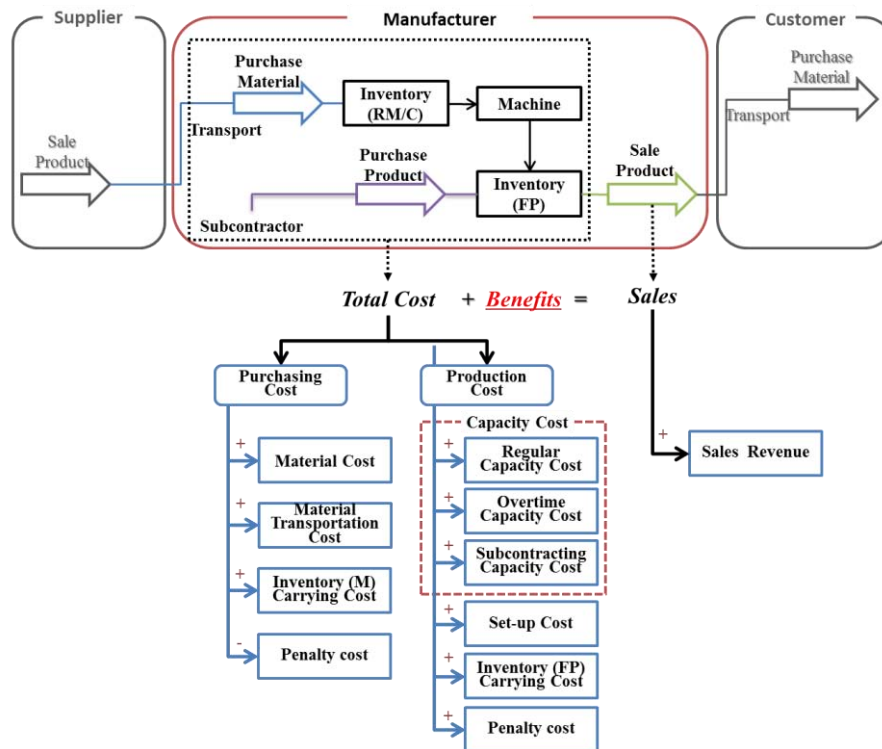 Supplier
Manufacturer
Customer
Sale
Product
Transport
Purchase
Material
Inventory
(RM/C)
Machine
Purchase
Product
Subcontractor
Inventory
(FP)
Sale
Product
Transport
Purchase
Material
Total Cost + Benefits = Sales
Purchasing
Cost
+
Material Cost
+
Material
Transportation
Cost
+
Inventory (M)
Carrying Cost
-
Penalty cost
Production
Cost
Capacity Cost
+
Regular
Capacity Cost
+
Overtime
Capacity Cost
+
Subcontracting
Capacity Cost
+
Set-up Cost
+
Inventory (FP)
Carrying Cost
+
Penalty cost
+
Sales Revenue